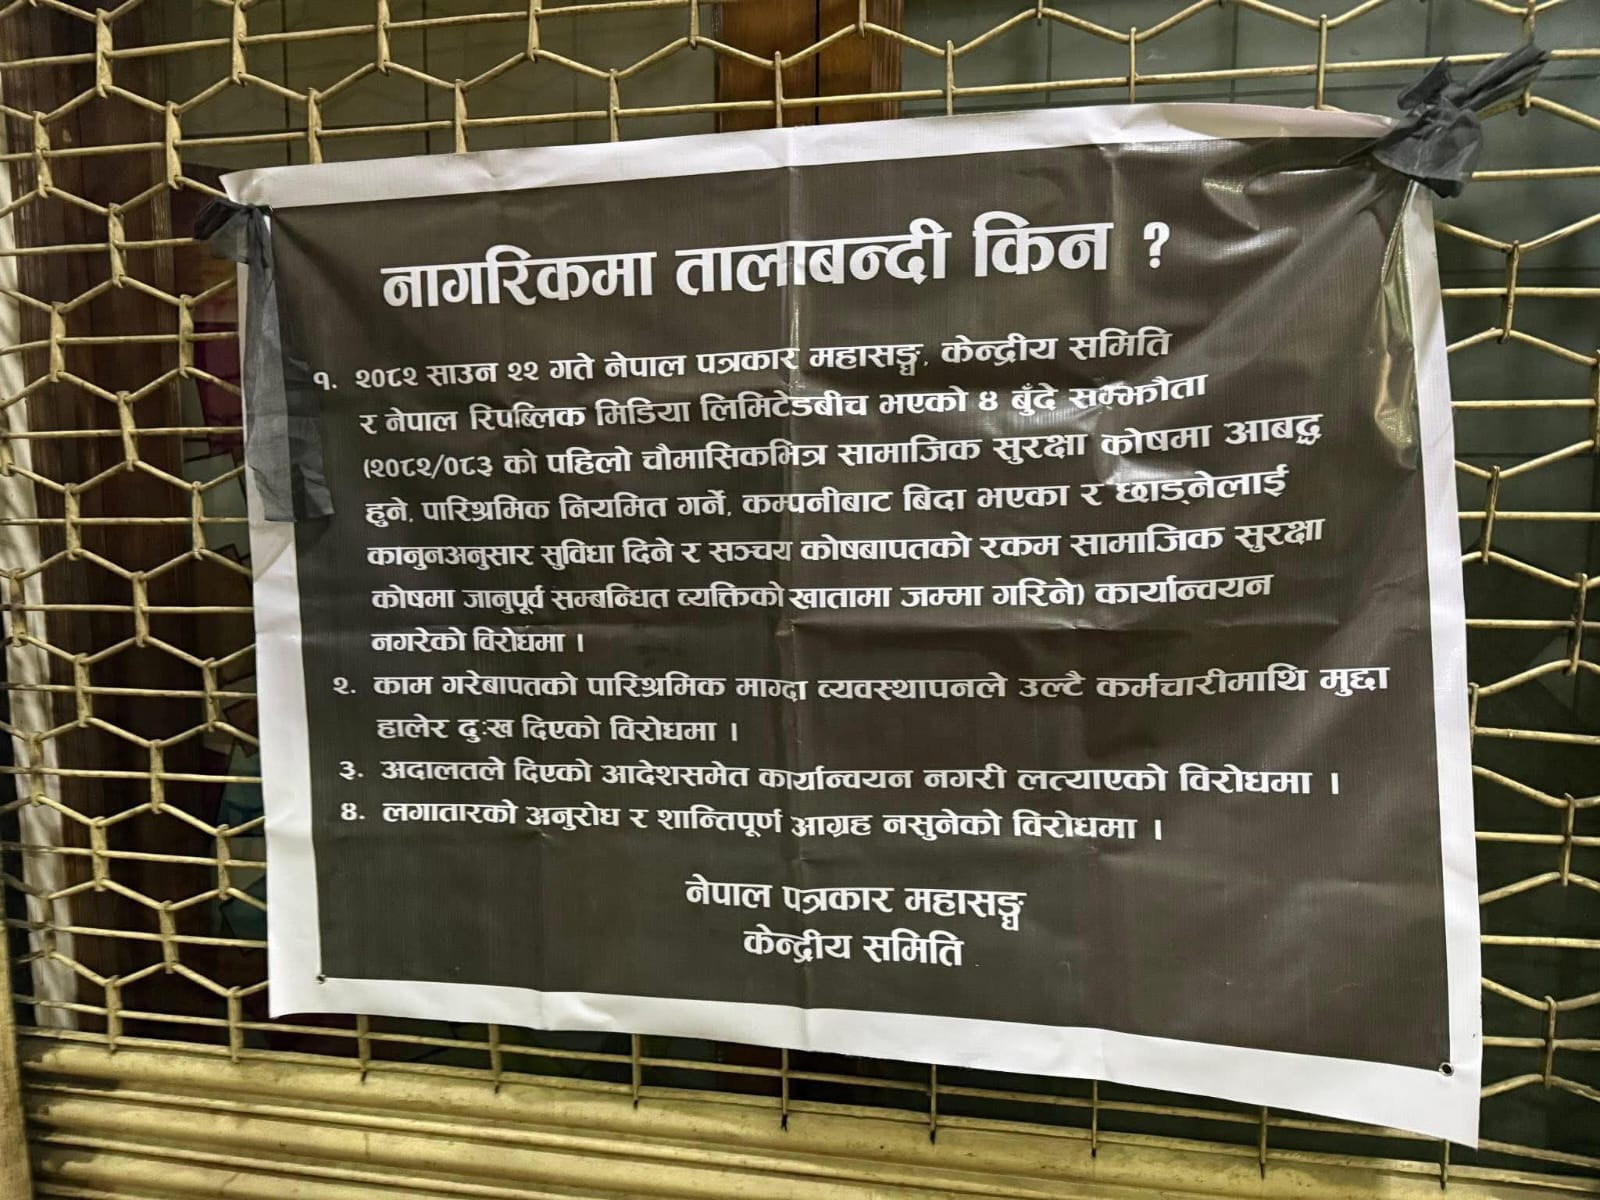 नागरिकमा तालाबन्दी किन ?
१. २०८२ साउन २२ गते नेपाल पत्रकार महासङ्घ, केन्द्रीय समिति
र नेपाल रिपब्लिक मिडिया लिमिटेडबीच भएको ४ बुँदे सम्झौता
(२०८२/०८३ को पहिलो चौमासिकभित्र सामाजिक सुरक्षा कोषमा आबद्ध
हुने, पारिश्रमिक नियमित गर्ने, कम्पनीबाट बिदा भएका र छाड्नेलाई
कानुनअनुसार सुविधा दिने र सञ्चय कोषबापतको रकम सामाजिक सुरक्षा
कोषमा जानुपूर्व सम्बन्धित व्यक्तिको खातामा जम्मा गरिने) कार्यान्वयन
नगरेको विरोधमा ।
२. काम गरेबापतको पारिश्रमिक माग्दा व्यवस्थापनले उल्टै कर्मचारीमाथि मुद्दा
हालेर दुःख दिएको विरोधमा ।
३. अदालतले दिएको आदेशसमेत कार्यान्वयन नगरी लत्याएको विरोधमा ।
४. लगातारको अनुरोध र शान्तिपूर्ण आग्रह नसुनेको विरोधमा ।
नेपाल पत्रकार महासङ्घ
केन्द्रीय समिति